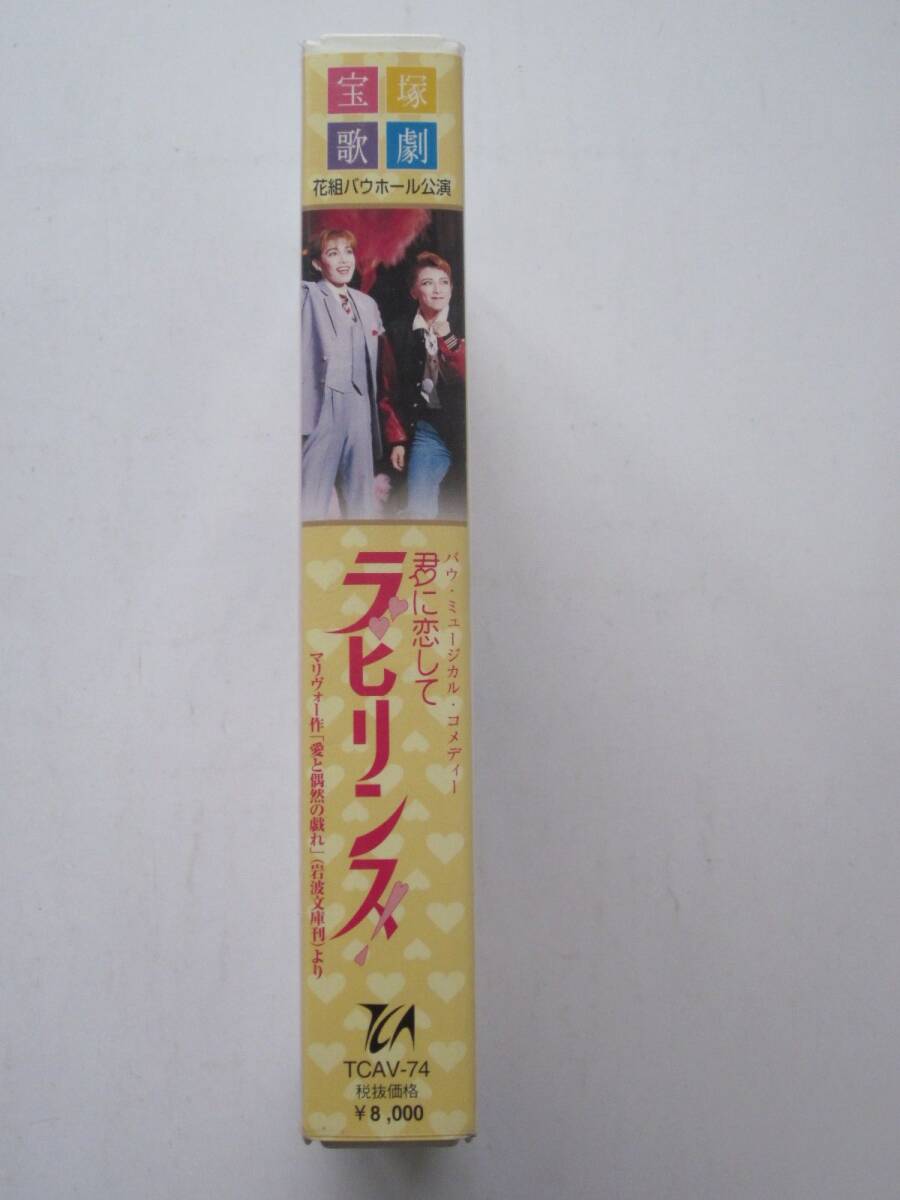 宝塚
歌劇
花組バウホール公演
バウ・ミュージカル・コメディー
君に恋して
ラビリンス!
マリヴォー作「愛と偶然の戯れ」(岩波文庫刊)より
TCA
TCAV-74
税抜価格
¥8,000